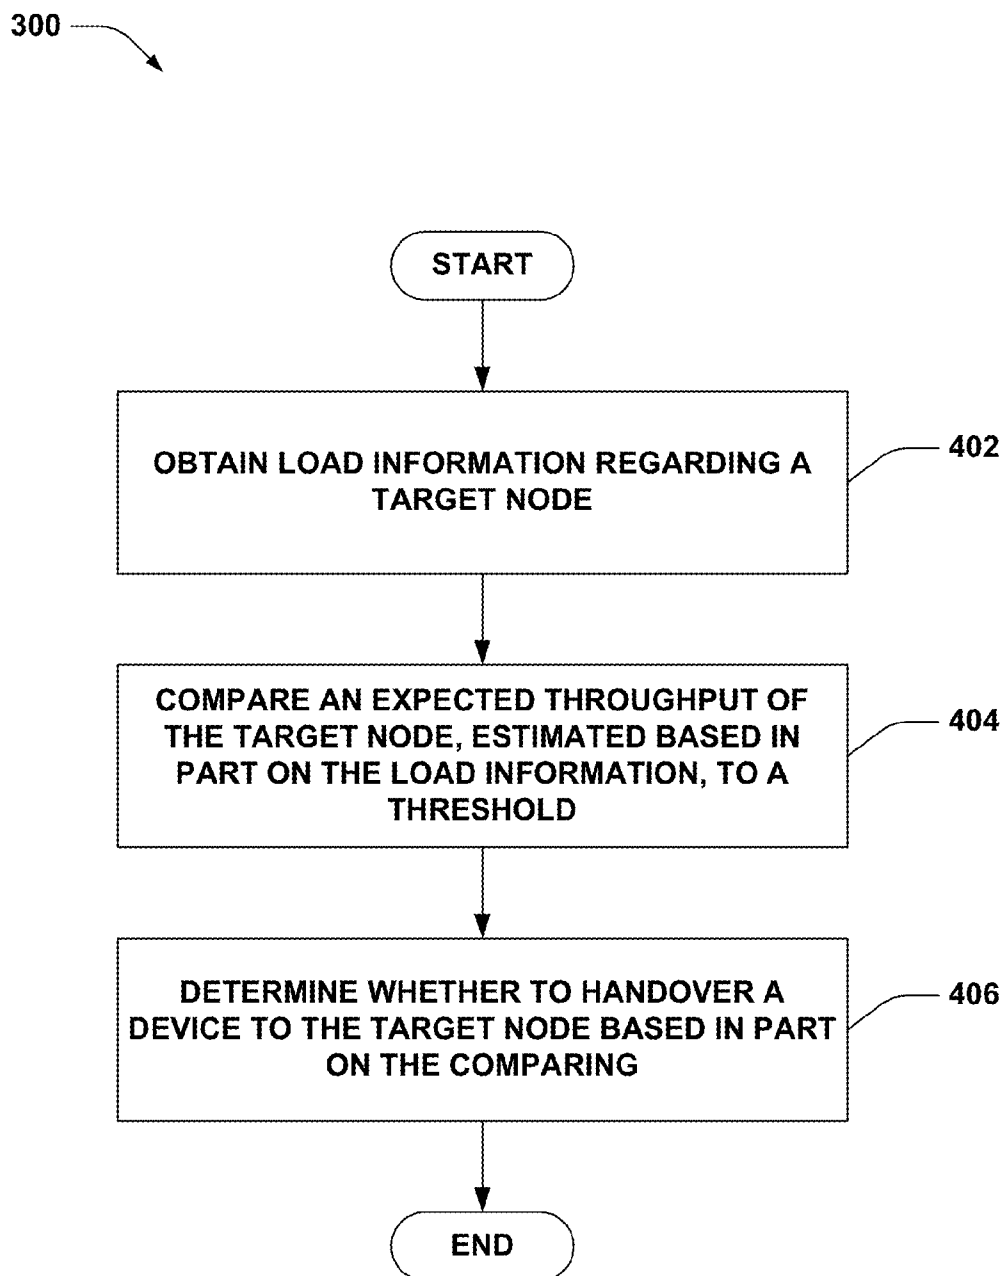 300
START
OBTAIN LOAD INFORMATION REGARDING A
TARGET NODE
402
COMPARE AN EXPECTED THROUGHPUT OF
THE TARGET NODE, ESTIMATED BASED IN
PART ON THE LOAD INFORMATION, TO A
THRESHOLD
404
DETERMINE WHETHER TO HANDOVER A
DEVICE TO THE TARGET NODE BASED IN PART
ON THE COMPARING
406
END